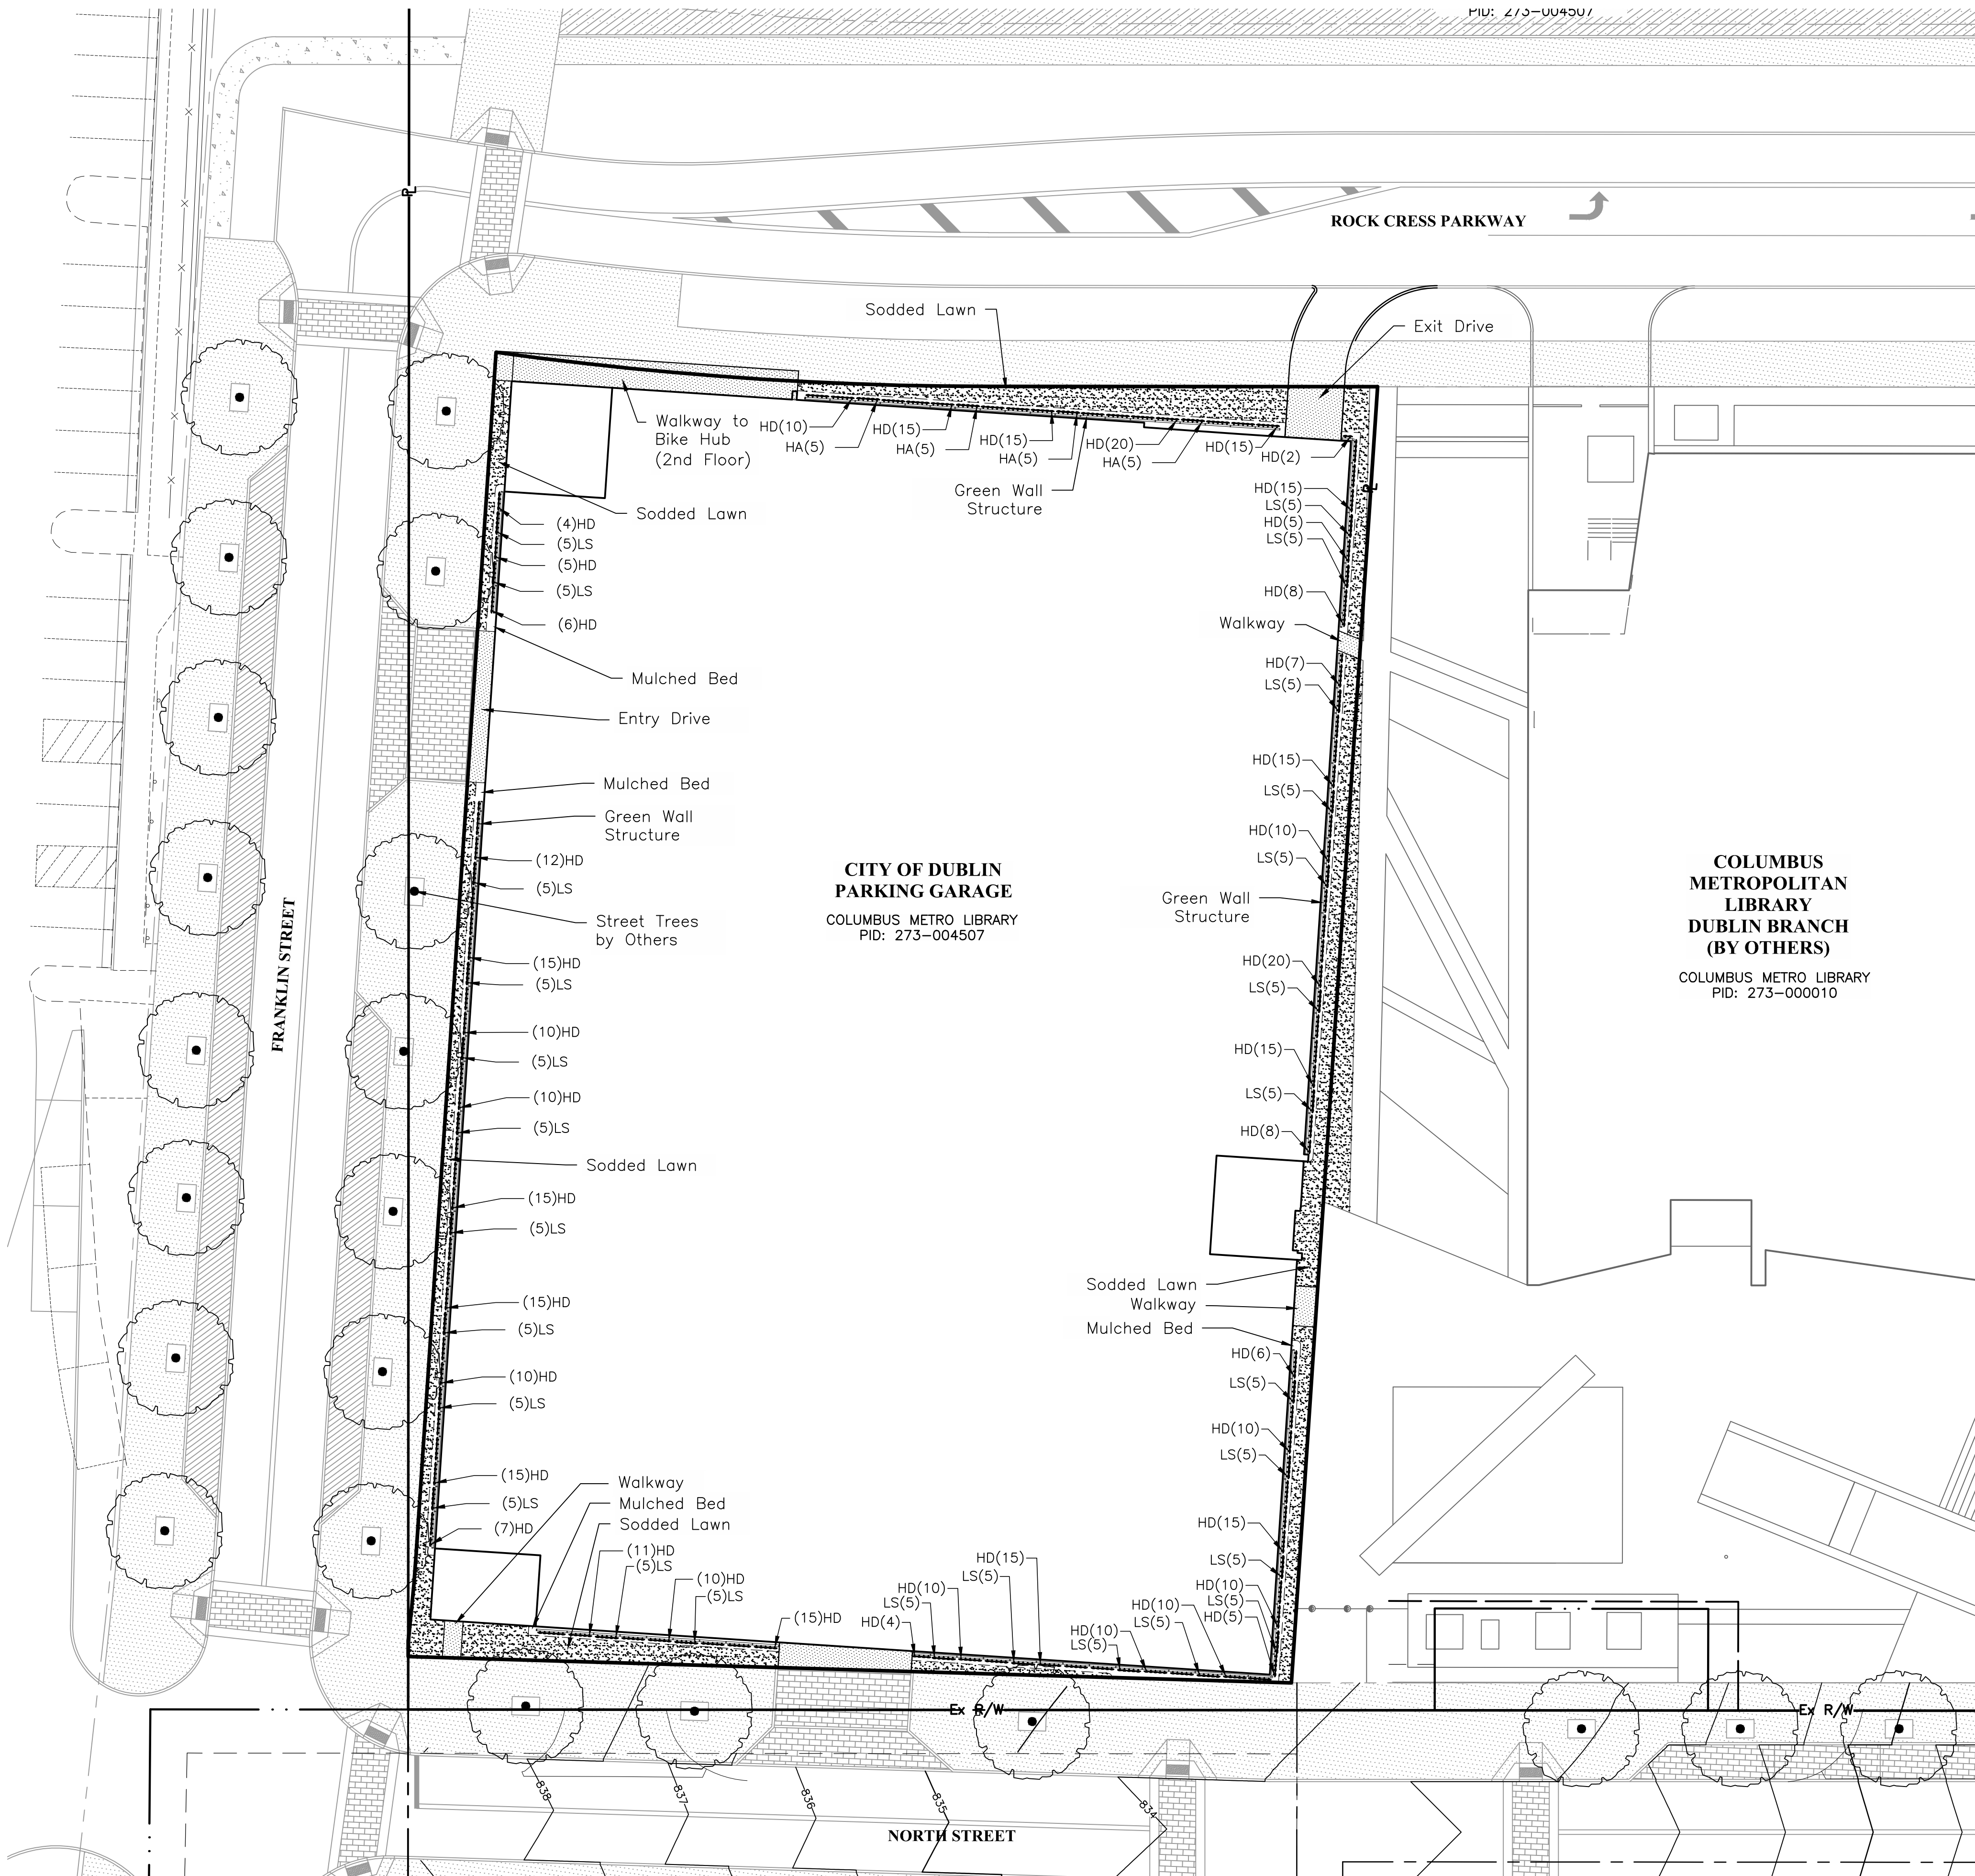 PID: 273-004507
ROCK CRESS PARKWAY
PL
Sodded Lawn
Exit Drive
Walkway to
Bike Hub
(2nd Floor)
HD(10)
HA(5)
HD(15)
HA(5)
HD(15)
HA(5)
HD(20)
HA(5)
HD(15)
HD(2)
Green Wall
Structure
PL
Sodded Lawn
(4)HD
(5)LS
(5)HD
(5)LS
(6)HD
Mulched Bed
Entry Drive
Mulched Bed
Green Wall
Structure
(12)HD
(5)LS
Street Trees
by Others
(15)HD
(5)LS
(10)HD
(5)LS
(10)HD
(5)LS
Sodded Lawn
(15)HD
(5)LS
(15)HD
(5)LS
(10)HD
(5)LS
(15)HD
(5)LS
(7)HD
FRANKLIN STREET
CITY OF DUBLIN
PARKING GARAGE
COLUMBUS METRO LIBRARY
PID: 273-004507
HD(15)
LS(5)
HD(5)
LS(5)
HD(8)
Walkway
HD(7)
LS(5)
HD(15)
LS(5)
HD(10)
LS(5)
Green Wall
Structure
HD(20)
LS(5)
HD(15)
LS(5)
HD(8)
Sodded Lawn
Walkway
Mulched Bed
HD(6)
LS(5)
HD(10)
LS(5)
HD(15)
LS(5)
HD(10)
LS(5)
HD(5)
COLUMBUS
METROPOLITAN
LIBRARY
DUBLIN BRANCH
(BY OTHERS)
COLUMBUS METRO LIBRARY
PID: 273-000010
Walkway
Mulched Bed
Sodded Lawn
(11)HD
(5)LS
(10)HD
(5)LS
(15)HD
HD(4)
LS(5)
HD(10)
LS(5)
HD(15)
LS(5)
HD(10)
LS(5)
HD(10)
Ex R/W
Ex R/W
838
837
836
835
834
NORTH STREET